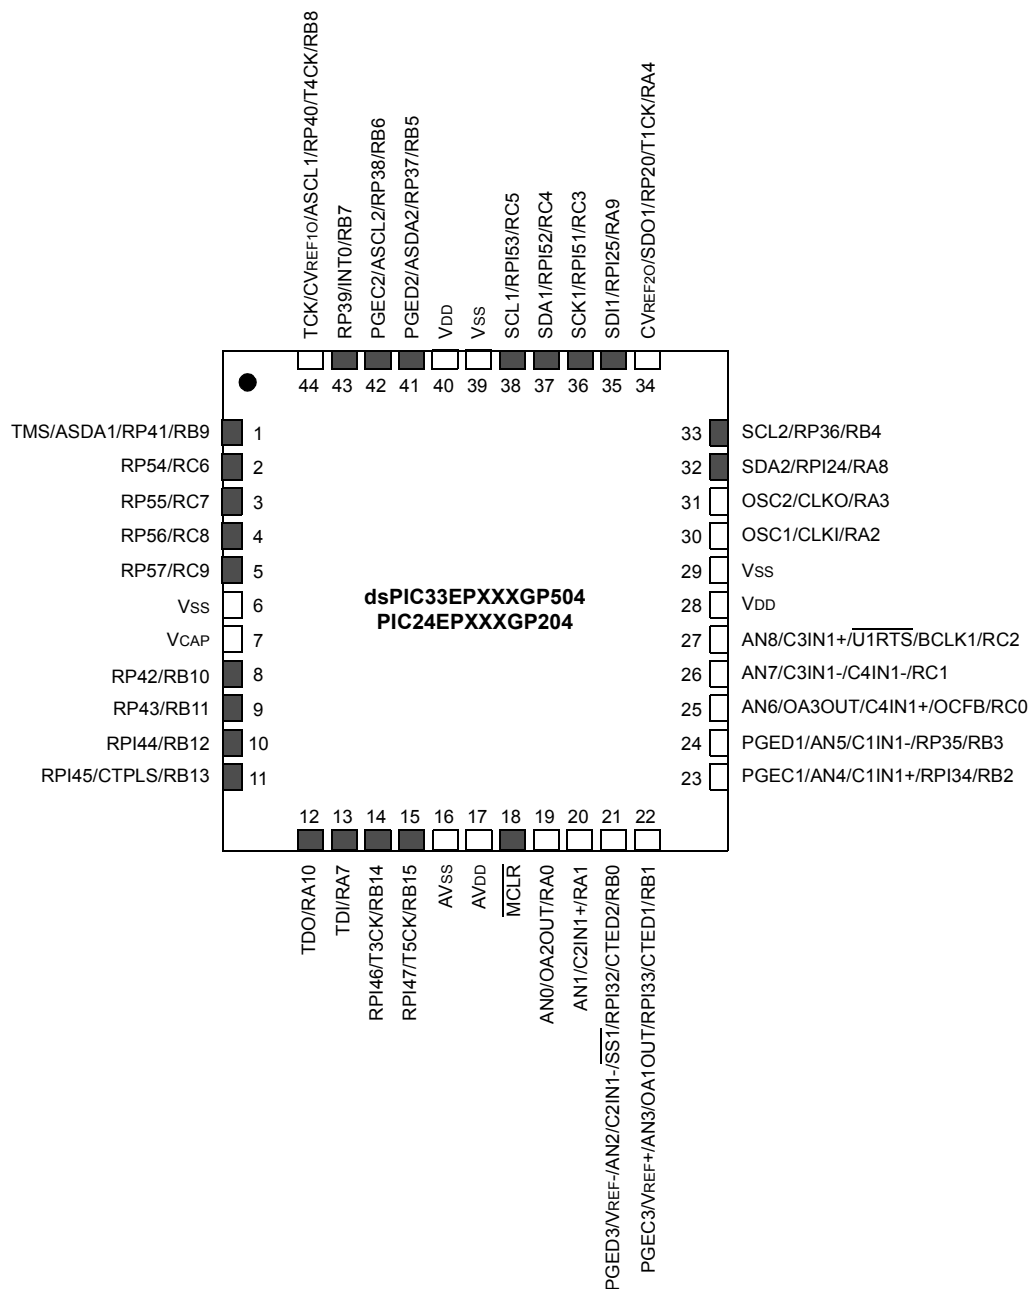 TCK/CVREF1O/ASCL1/RP40/T4CK/RB8
RP39/INT0/RB7
PGEC2/ASCL2/RP38/RB6
PGED2/ASDA2/RP37/RB5
VDD
VSS
SCL1/RPI53/RC5
SDA1/RPI52/RC4
SCK1/RPI51/RC3
SDI1/RPI25/RA9
CVREF2O/SDO1/RP20/T1CK/RA4
44 43 42 41 40 39 38 37 36 35 34
TMS/ASDA1/RP41/RB9 1
RP54/RC6 2
RP55/RC7 3
RP56/RC8 4
RP57/RC9 5
VSS 6
VCAP 7
RP42/RB10 8
RP43/RB11 9
RPI44/RB12 10
RPI45/CTPLS/RB13 11
dsPIC33EPXXXGP504
PIC24EPXXXGP204
33 SCL2/RP36/RB4
32 SDA2/RPI24/RA8
31 OSC2/CLKO/RA3
30 OSC1/CLKI/RA2
29 VSS
28 VDD
27 AN8/C3IN1+/U1RTS/BCLK1/RC2
26 AN7/C3IN1-/C4IN1-/RC1
25 AN6/OA3OUT/C4IN1+/OCFB/RC0
24 PGED1/AN5/C1IN1-/RP35/RB3
23 PGEC1/AN4/C1IN1+/RPI34/RB2
12 13 14 15 16 17 18 19 20 21 22
TDO/RA10
TDI/RA7
RPI46/T3CK/RB14
RPI47/T5CK/RB15
AVSS
AVDD
MCLR
AN0/OA2OUT/RA0
AN1/C2IN1+/RA1
PGED3/VREF-/AN2/C2IN1-/SS1/RPI32/CTED2/RB0
PGEC3/VREF+/AN3/OA1OUT/RPI33/CTED1/RB1